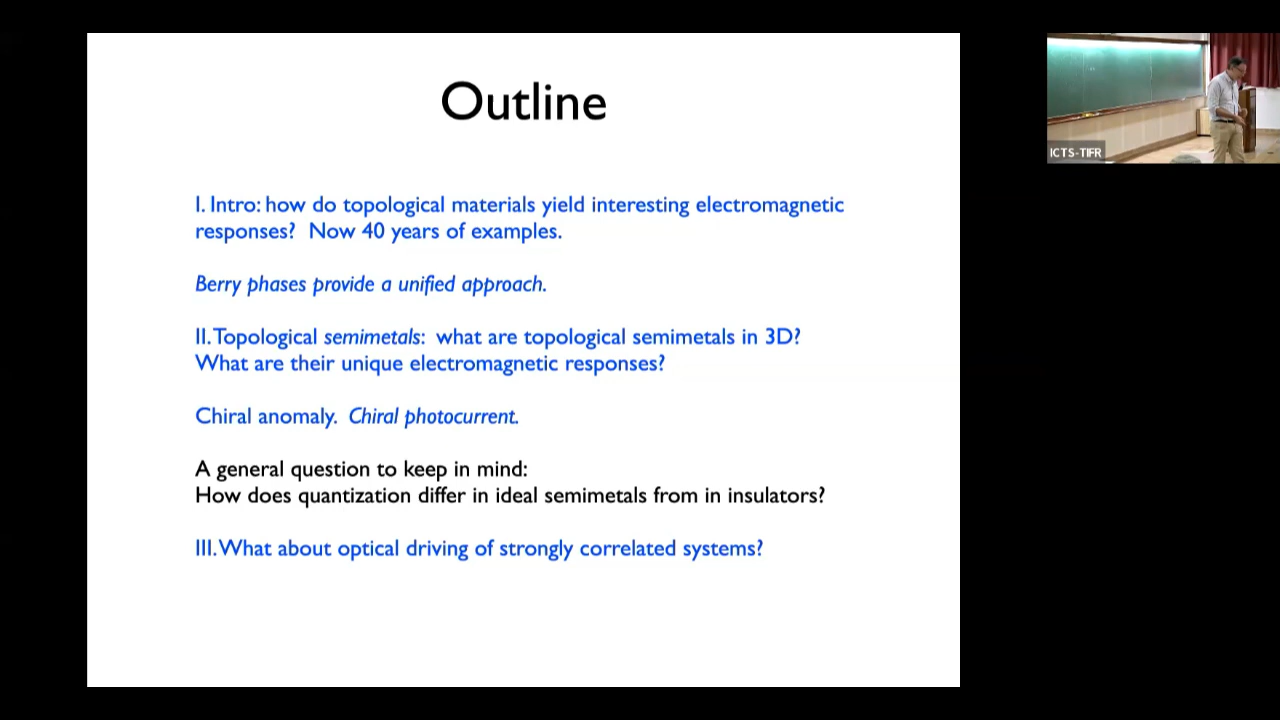 Outline
I. Intro: how do topological materials yield interesting electromagnetic
responses? Now 40 years of examples.
Berry phases provide a unified approach.
II. Topological semimetals: what are topological semimetals in 3D?
What are their unique electromagnetic responses?
Chiral anomaly. Chiral photocurrent.
A general question to keep in mind:
How does quantization differ in ideal semimetals from in insulators?
III. What about optical driving of strongly correlated systems?
ICTS-TIFR